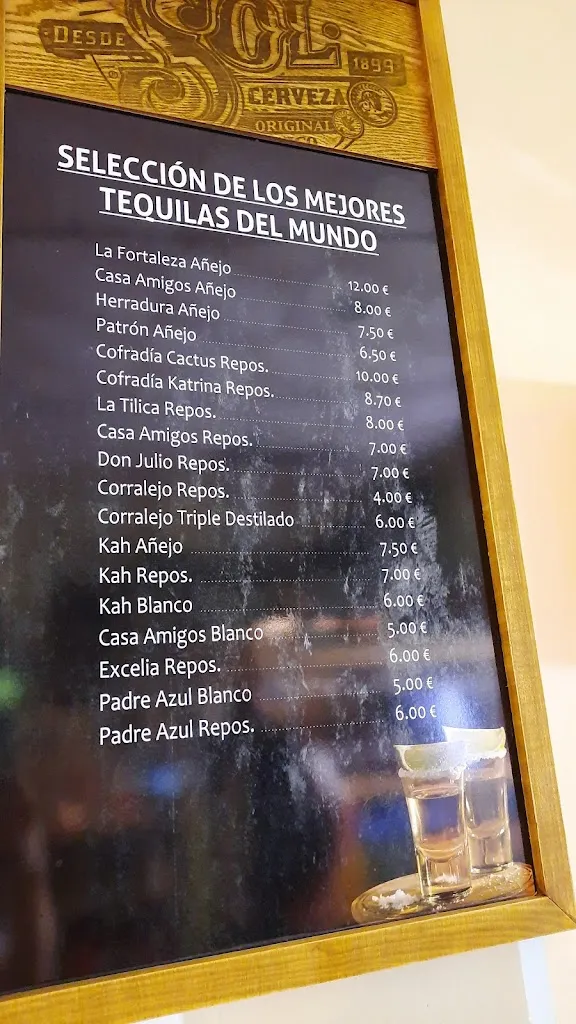 DESDE SOL 1899
CERVEZA
ORIGINAL
SELECCIÓN DE LOS MEJORES
TEQUILAS DEL MUNDO
La Fortaleza Añejo 12.00 €
Casa Amigos Añejo 8.00 €
Herradura Añejo 7.50 €
Patrón Añejo 6.50 €
Cofradía Cactus Repos. 10.00 €
Cofradía Katrina Repos. 8.70 €
La Tilica Repos. 8.00 €
Casa Amigos Repos. 7.00 €
Don Julio Repos. 7.00 €
Corralejo Repos. 4.00 €
Corralejo Triple Destilado 6.00 €
Kah Añejo 7.50 €
Kah Repos. 7.00 €
Kah Blanco 6.00 €
Casa Amigos Blanco 5.00 €
Excelia Repos. 6.00 €
Padre Azul Blanco 5.00 €
Padre Azul Repos. 6.00 €